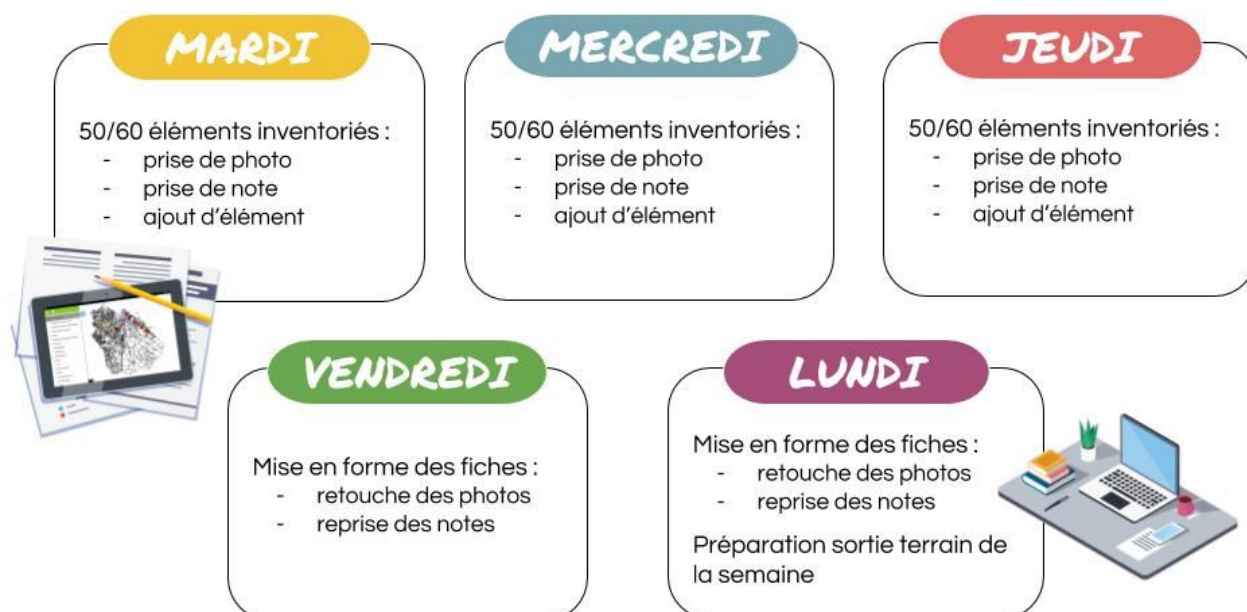 MARDI
50/60 éléments inventoriés :
- prise de photo
- prise de note
- ajout d'élément
MERCREDI
50/60 éléments inventoriés :
- prise de photo
- prise de note
- ajout d'élément
JEUDI
50/60 éléments inventoriés :
- prise de photo
- prise de note
- ajout d'élément
VENDREDI
Mise en forme des fiches :
- retouche des photos
- reprise des notes
LUNDI
Mise en forme des fiches :
- retouche des photos
- reprise des notes
Préparation sortie terrain de
la semaine